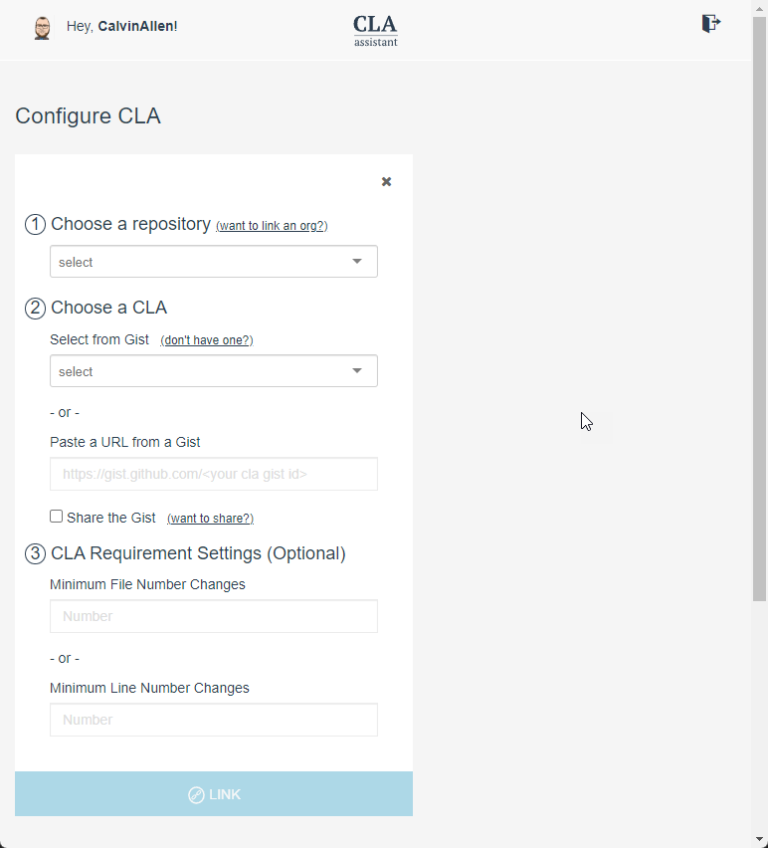 Hey, CalvinAllen!
CLA
assistant
Configure CLA
1 Choose a repository (want to link an org?)
select
2 Choose a CLA
Select from Gist (don't have one?)
select
- or -
Paste a URL from a Gist
https://gist.github.com/<your cla gist id>
Share the Gist (want to share?)
3 CLA Requirement Settings (Optional)
Minimum File Number Changes
Number
- or -
Minimum Line Number Changes
Number
LINK